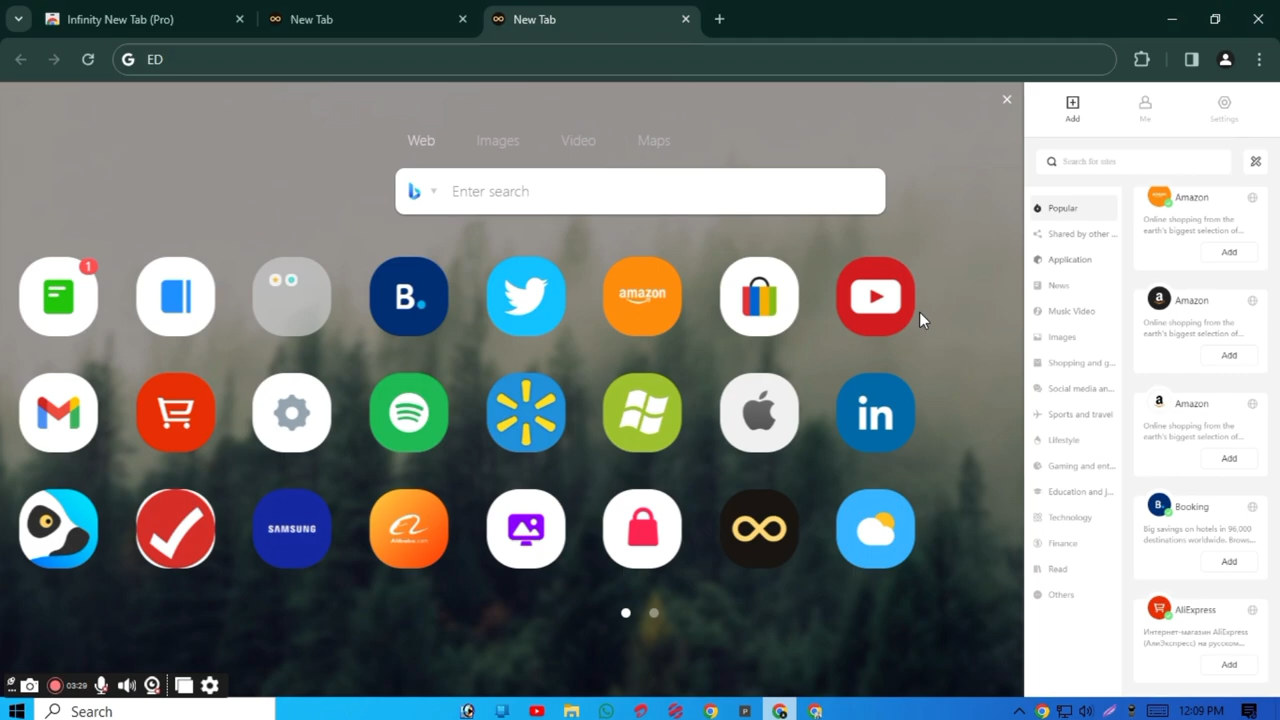 Infinity New Tab (Pro)
New Tab
New Tab
ED
Web
Images
Video
Maps
Enter search
1
B.
amazon
in
SAMSUNG
Alibaba.com
Add
Me
Settings
Search for sites
Popular
Shared by other ...
Application
News
Music Video
Images
Shopping and g...
Social media an...
Sports and travel
Lifestyle
Gaming and ent...
Education and j...
Technology
Finance
Read
Others
Amazon
Online shopping from the
earth's biggest selection of...
Add
Amazon
Online shopping from the
earth's biggest selection of...
Add
Amazon
Online shopping from the
earth's biggest selection of...
Add
B.
Booking
Big savings on hotels in 96,000
destinations worldwide. Brows...
Add
AliExpress
Интернет-магазин AliExpress
(АлиЭкспресс) на русском...
Add
03:29
Search
12:09 PM